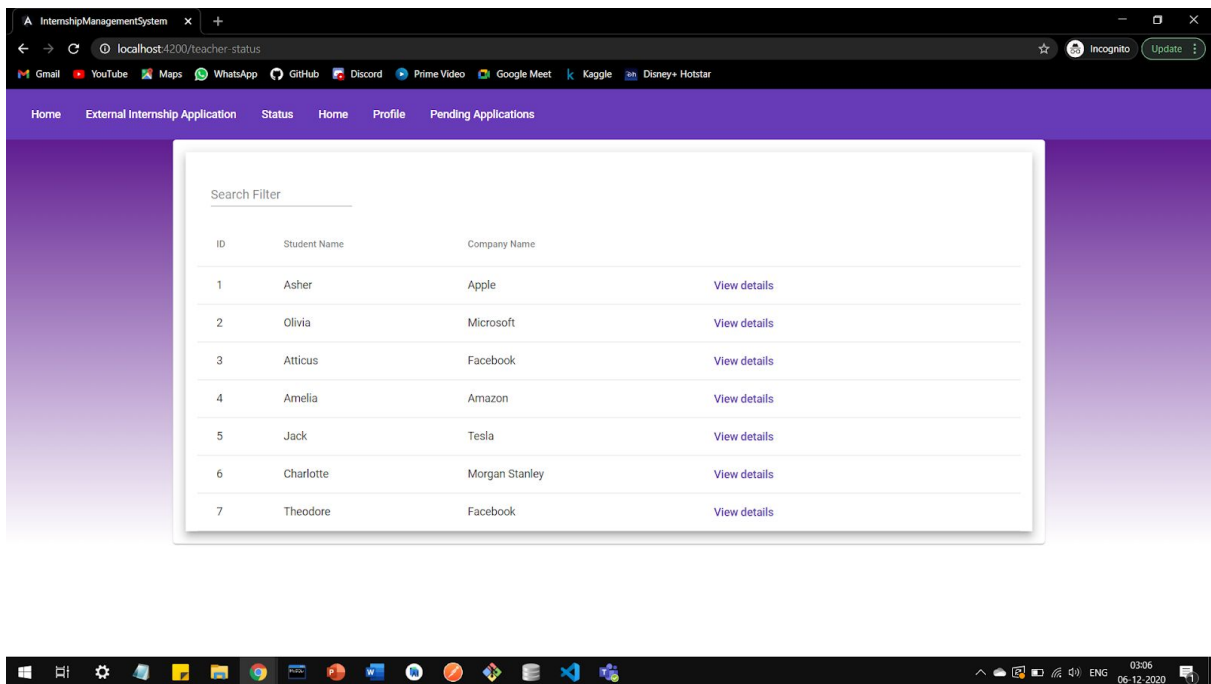 InternshipManagementSystem
localhost:4200/teacher-status Incognito Update
Gmail YouTube Maps WhatsApp GitHub Discord Prime Video Google Meet Kaggle Disney+ Hotstar
Home External Internship Application Status Home Profile Pending Applications
Search Filter
ID Student Name Company Name
1 Asher Apple View details
2 Olivia Microsoft View details
3 Atticus Facebook View details
4 Amelia Amazon View details
5 Jack Tesla View details
6 Charlotte Morgan Stanley View details
7 Theodore Facebook View details
ENG 03:06
06-12-2020